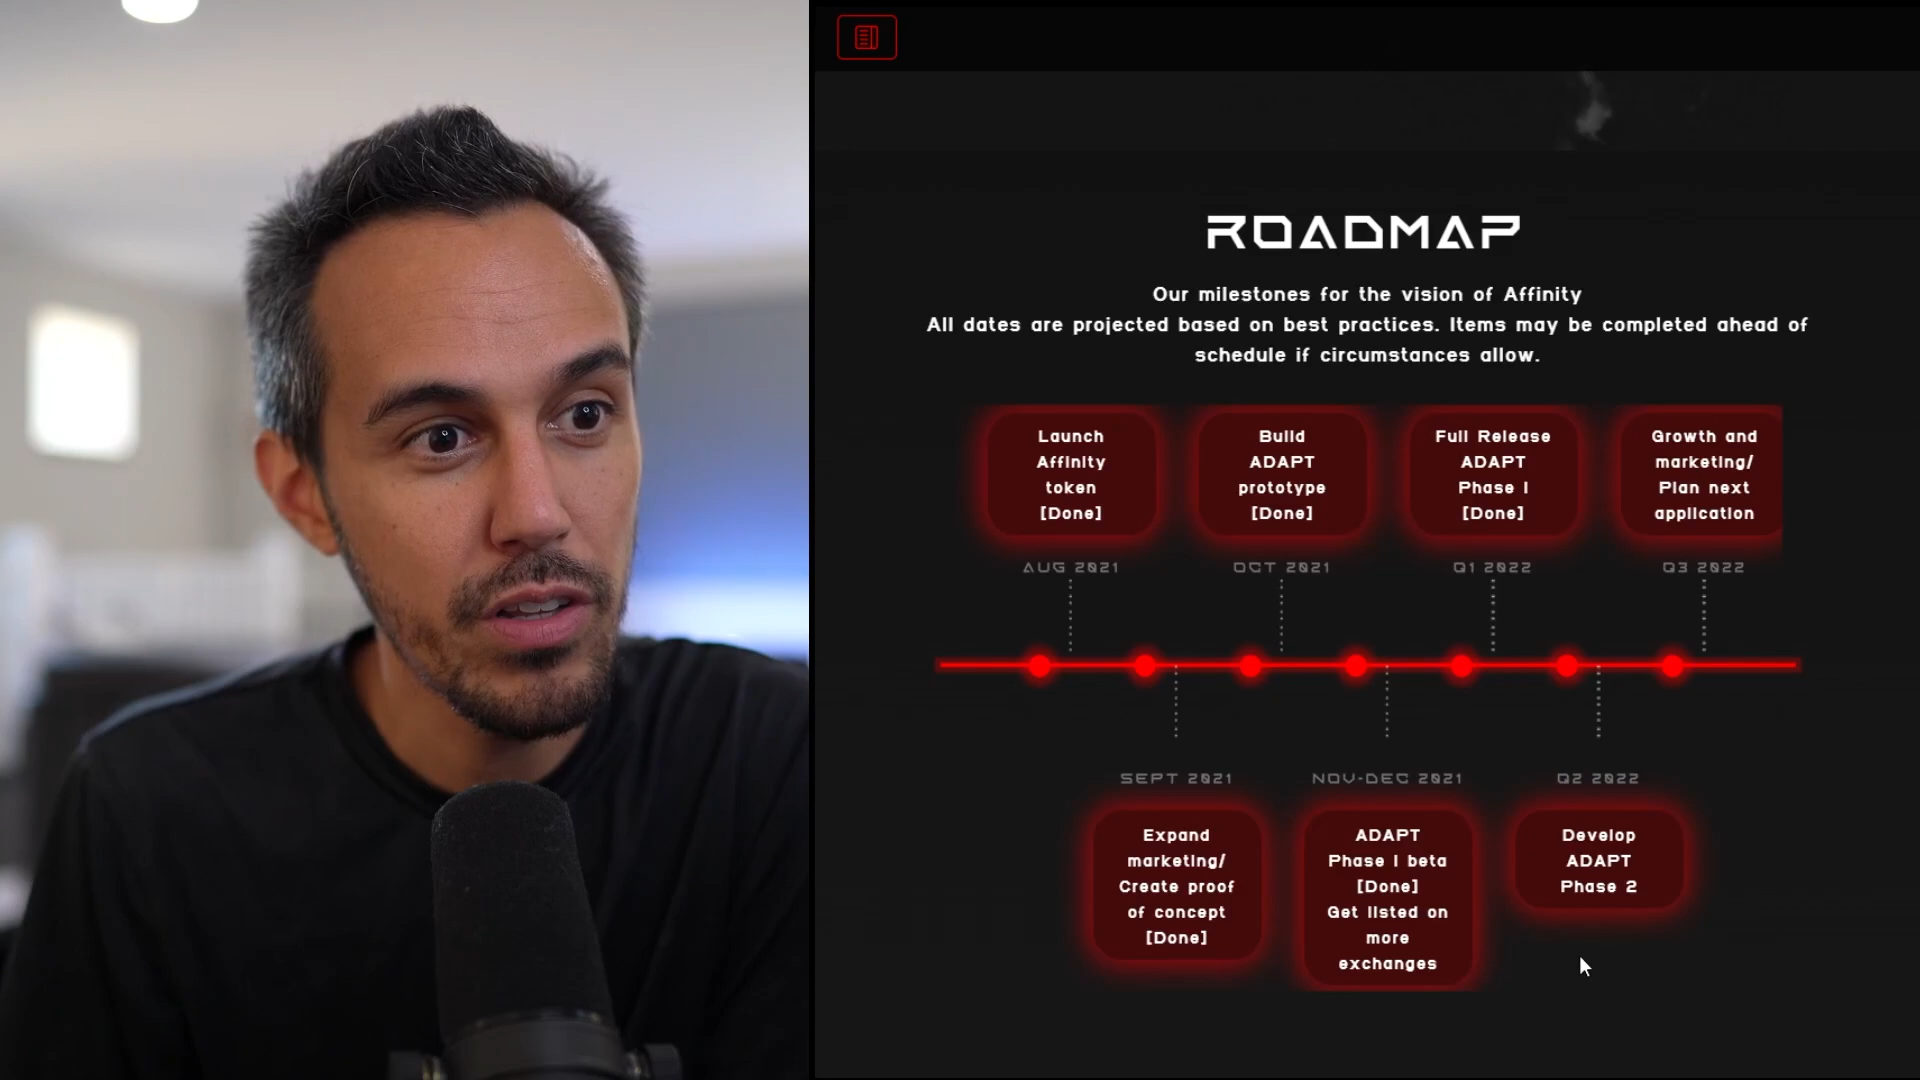 ROADMAP
Our milestones for the vision of Affinity
All dates are projected based on best practices. Items may be completed ahead of
schedule if circumstances allow.
Launch
Affinity
token
[Done]
AUG 2021
Build
ADAPT
prototype
[Done]
OCT 2021
Full Release
ADAPT
Phase 1
[Done]
Q1 2022
Growth and
marketing/
Plan next
application
Q3 2022
SEPT 2021
Expand
marketing/
Create proof
of concept
[Done]
NOV-DEC 2021
ADAPT
Phase 1 beta
[Done]
Get listed on
more
exchanges
Q2 2022
Develop
ADAPT
Phase 2